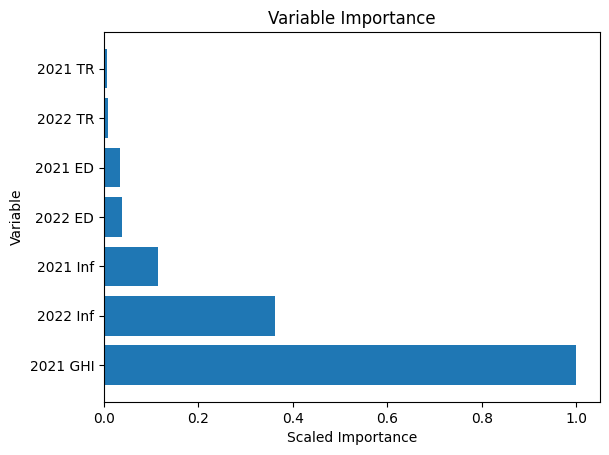 Variable Importance
Variable
2021 TR
2022 TR
2021 ED
2022 ED
2021 Inf
2022 Inf
2021 GHI
0.0 0.2 0.4 0.6 0.8 1.0
Scaled Importance